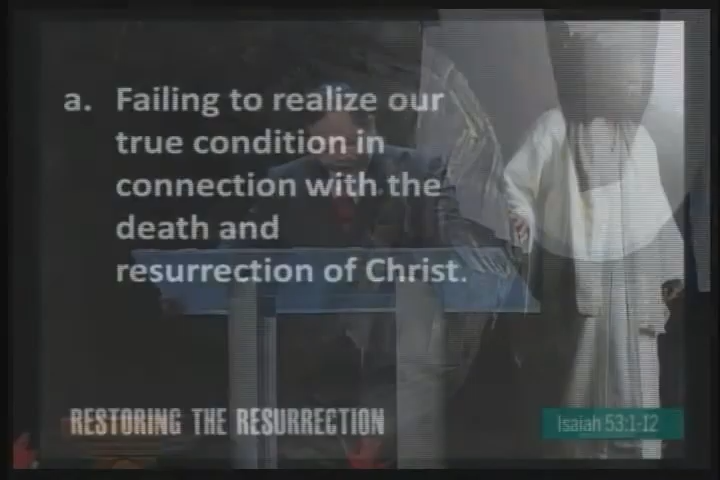 a. Failing to realize our
true condition in
connection with the
death and
resurrection of Christ.
RESTORING THE RESURRECTION
Isaiah 53:1-12